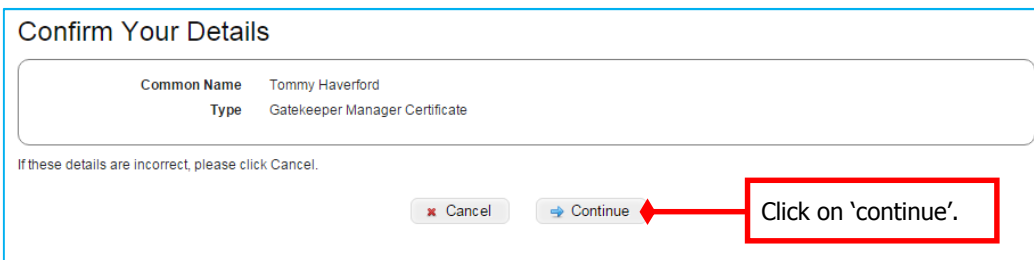 Confirm Your Details
Common Name Tommy Haverford
Type Gatekeeper Manager Certificate
If these details are incorrect, please click Cancel.
Cancel Continue Click on ‘continue’.